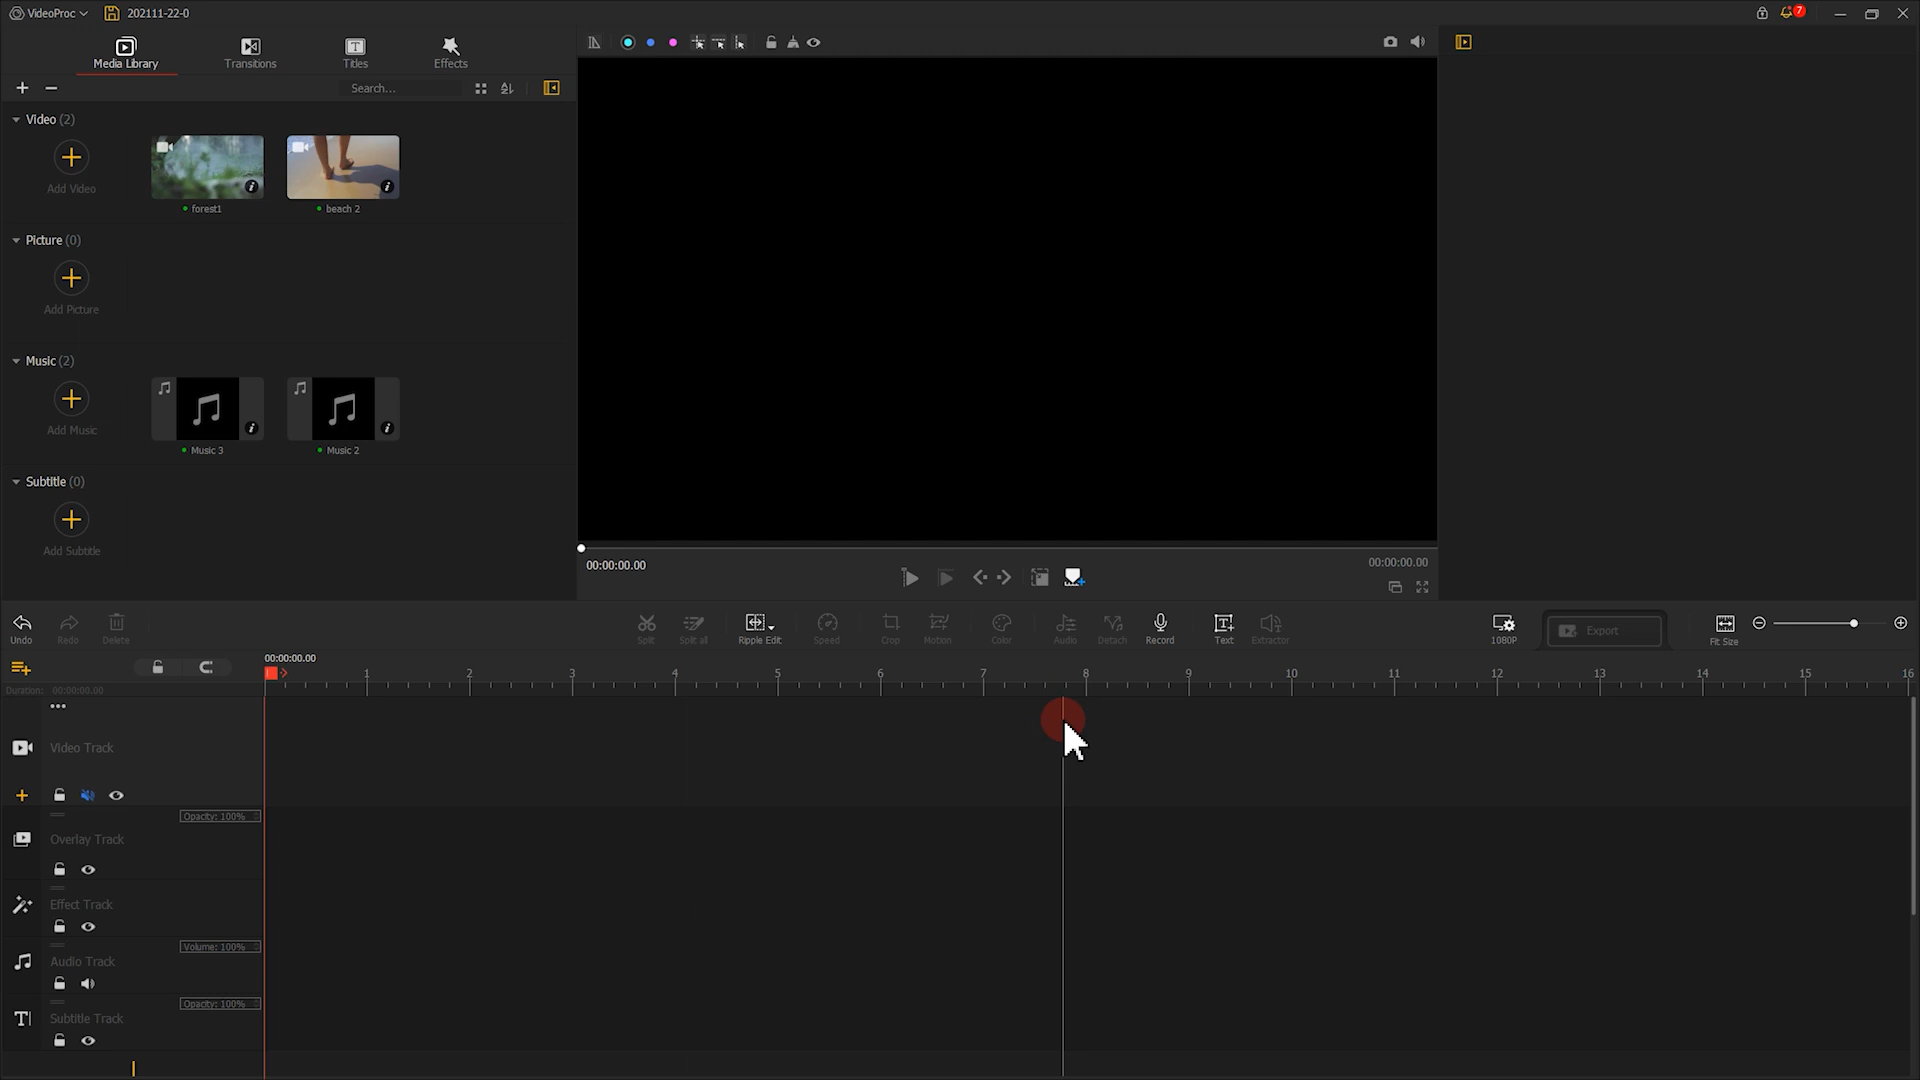 VideoProc
202111-22-0
7
Media Library
Transitions
Titles
Effects
Search...
Video (2)
Add Video
forest1
beach 2
Picture (0)
Add Picture
Music (2)
Add Music
Music 3
Music 2
Subtitle (0)
Add Subtitle
00:00:00.00
00:00:00.00
Undo
Redo
Delete
Split
Split all
Ripple Edit
Speed
Crop
Motion
Color
Audio
Detach
Record
Text
Extractor
1080P
Export
Fit Size
00:00:00.00
1 2 3 4 5 6 7 8 9 10 11 12 13 14 15 16
Duration: 00:00:00.00
Video Track
Opacity: 100%
Overlay Track
Effect Track
Volume: 100%
Audio Track
Opacity: 100%
Subtitle Track